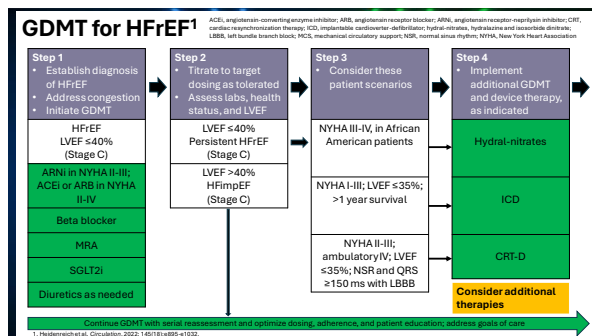 GDMT for HFrEF1
ACEi, angiotensin-converting enzyme inhibitor; ARB, angiotensin receptor blocker; ARNi, angiotensin receptor-neprilysin inhibitor; CRT,
cardiac resynchronization therapy; ICD, implantable cardioverter-defibrillator; hydral-nitrates, hydralazine and isosorbide dinitrate;
LBBB, left bundle branch block; MCS, mechanical circulatory support; NSR, normal sinus rhythm; NYHA, New York Heart Association
Step 1
• Establish diagnosis
of HFrEF
• Address congestion
• Initiate GDMT
HFrEF
LVEF ≤40%
(Stage C)
ARNi in NYHA II-III;
ACEi or ARB in NYHA
II-IV
Beta blocker
MRA
SGLT2i
Diuretics as needed
Step 2
• Titrate to target
dosing as tolerated
• Assess labs, health
status, and LVEF
LVEF ≤40%
Persistent HFrEF
(Stage C)
LVEF >40%
HFimpEF
(Stage C)
Step 3
• Consider these
patient scenarios
NYHA III-IV, in African
American patients
NYHA I-III; LVEF ≤35%;
>1 year survival
NYHA II-III;
ambulatory IV; LVEF
≤35%; NSR and QRS
≥150 ms with LBBB
Step 4
• Implement
additional GDMT
and device therapy,
as indicated
Hydral-nitrates
ICD
CRT-D
Consider additional
therapies
Continue GDMT with serial reassessment and optimize dosing, adherence, and patient education; address goals of care
1. Heidenreich et al. Circulation. 2022; 145(18):e895-e1032.